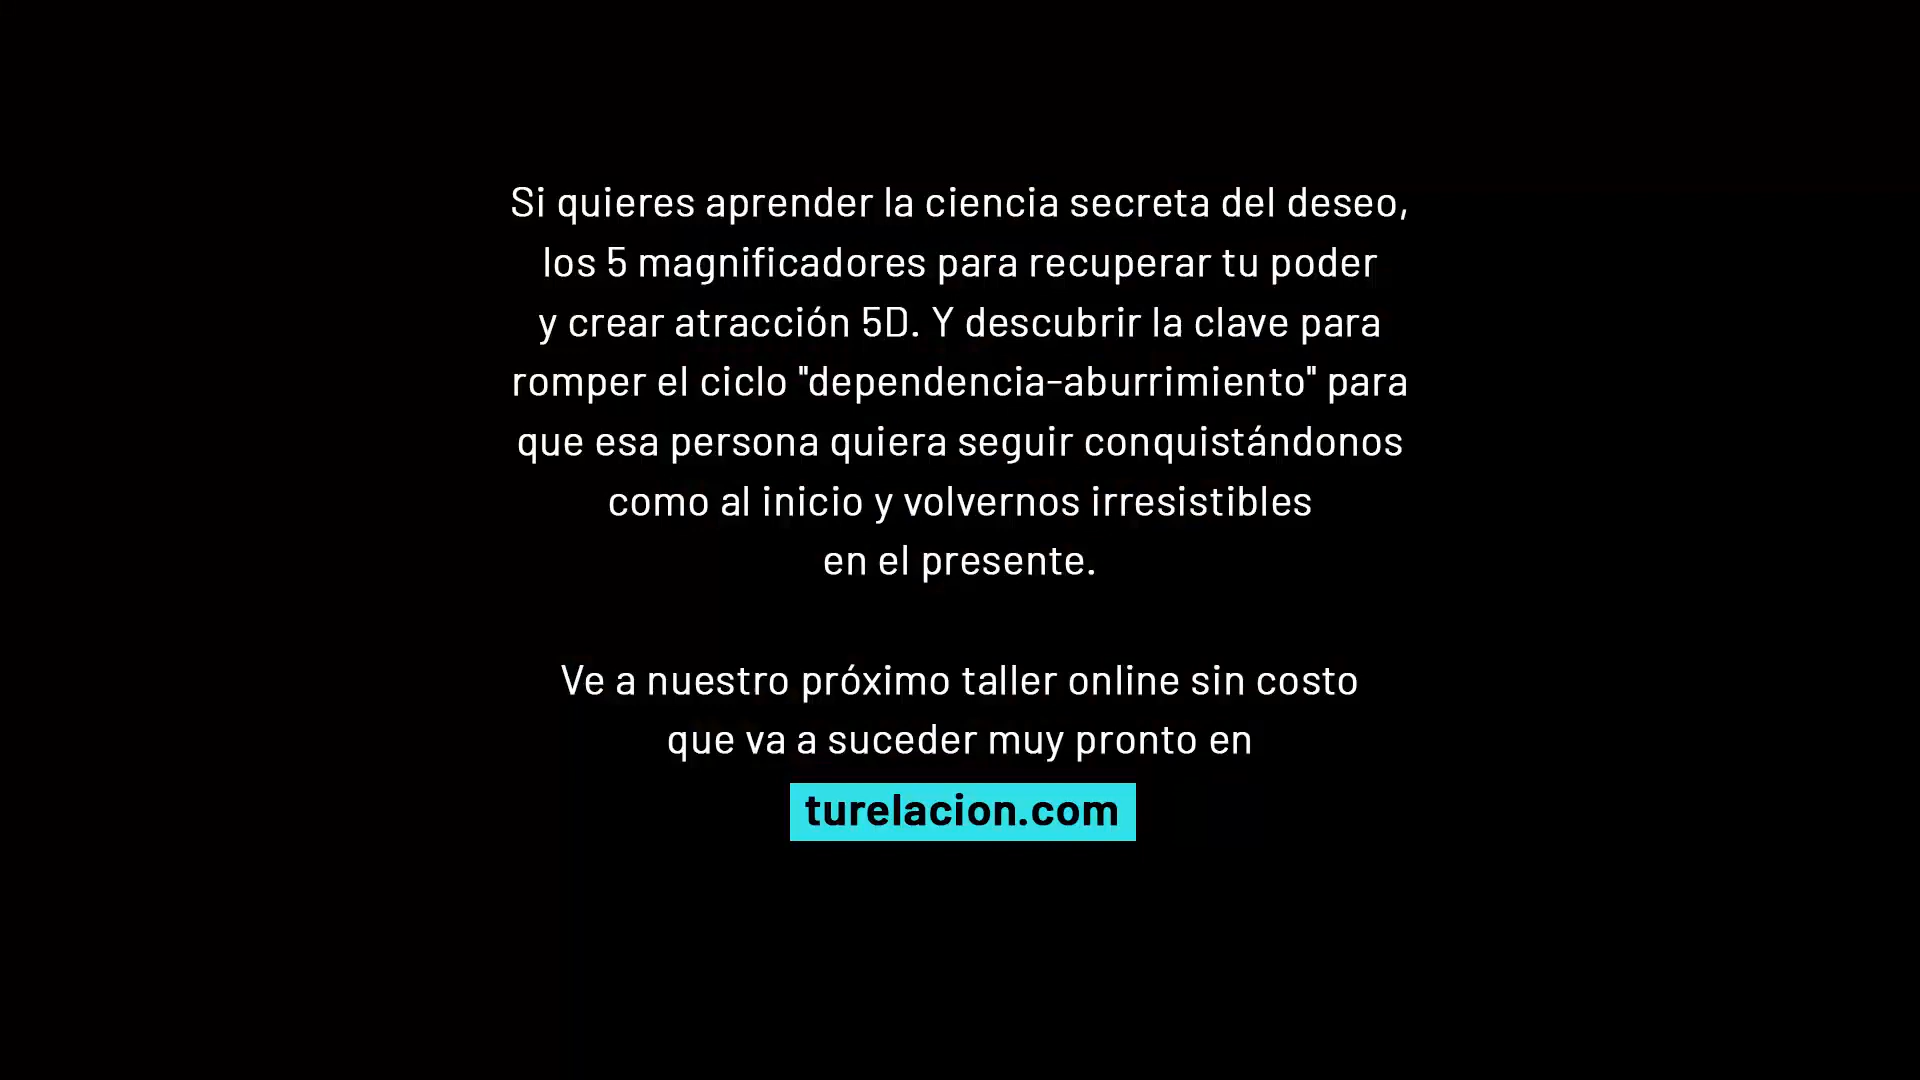 Si quieres aprender la ciencia secreta del deseo,
los 5 magnificadores para recuperar tu poder
y crear atracción 5D. Y descubrir la clave para
romper el ciclo "dependencia-aburrimiento" para
que esa persona quiera seguir conquistándonos
como al inicio y volvernos irresistibles
en el presente.
Ve a nuestro próximo taller online sin costo
que va a suceder muy pronto en
turelacion.com